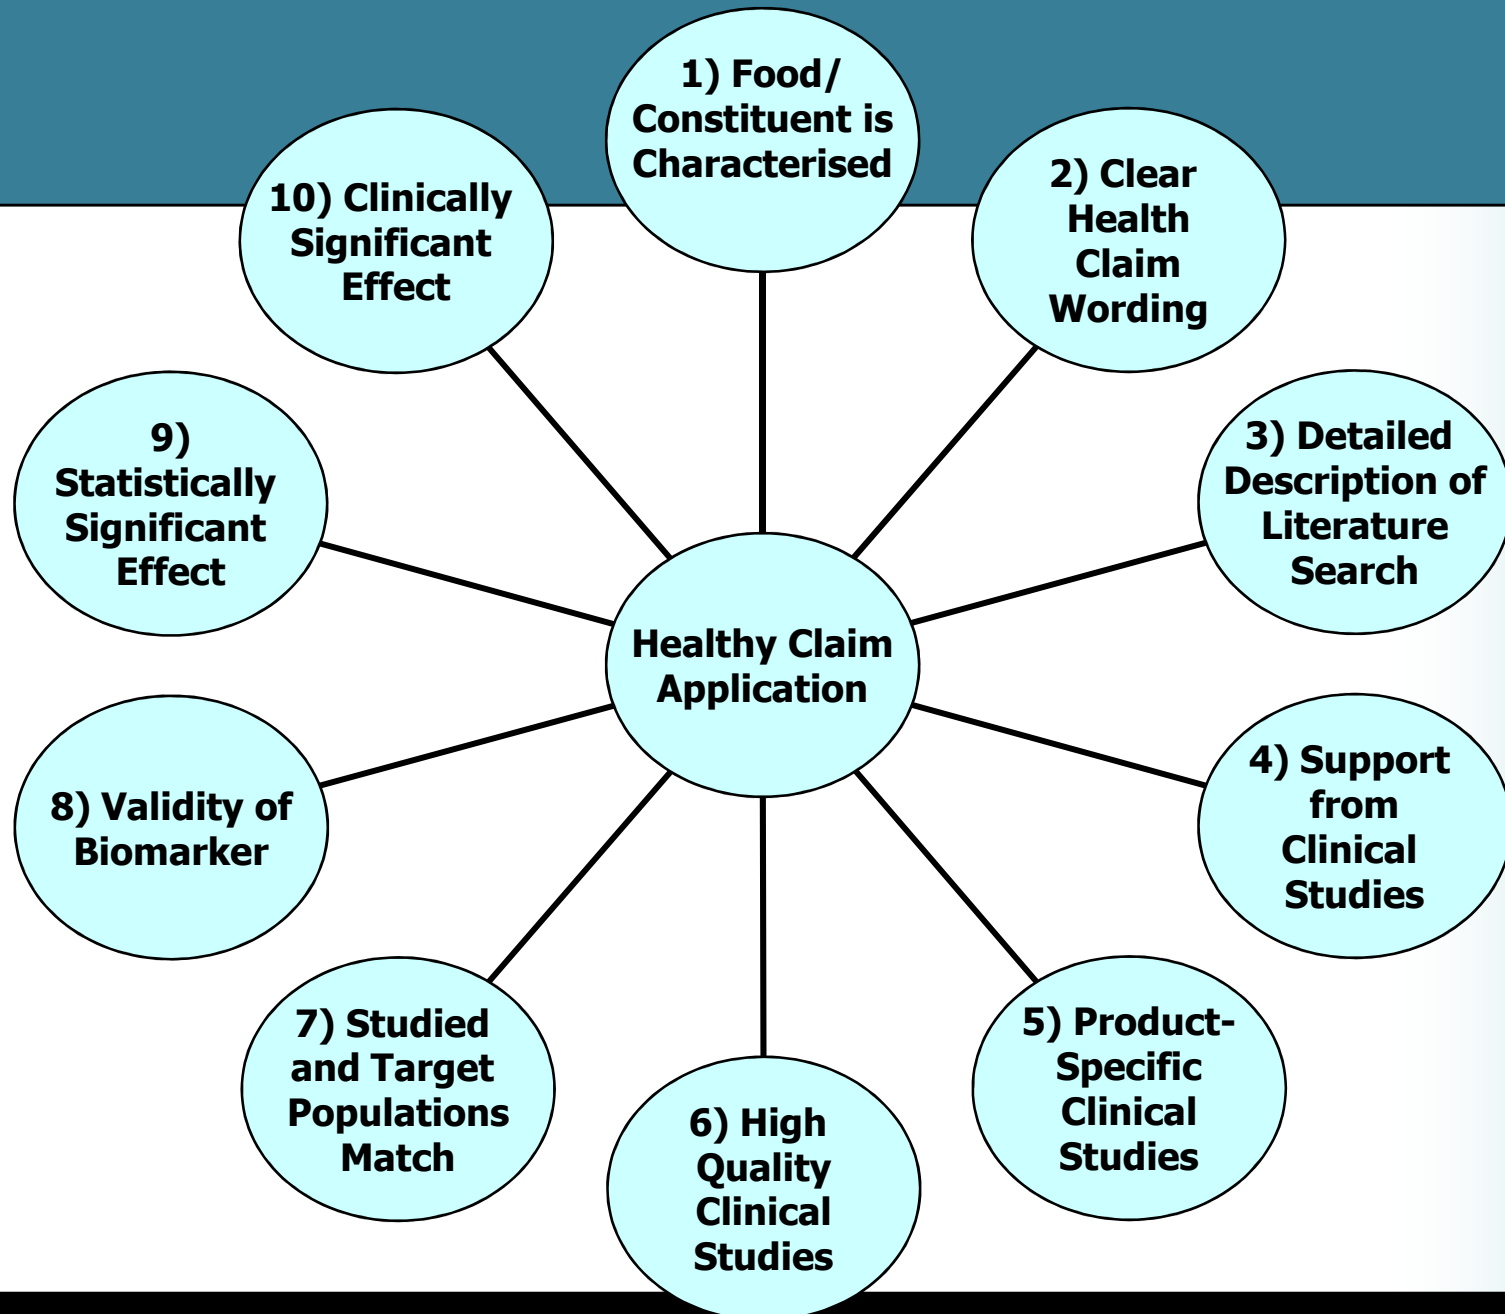 1) Food/
Constituent is
Characterised
2) Clear
Health
Claim
Wording
3) Detailed
Description of
Literature
Search
4) Support
from
Clinical
Studies
5) Product-
Specific
Clinical
Studies
6) High
Quality
Clinical
Studies
7) Studied
and Target
Populations
Match
8) Validity of
Biomarker
9)
Statistically
Significant
Effect
10) Clinically
Significant
Effect
Healthy Claim
Application